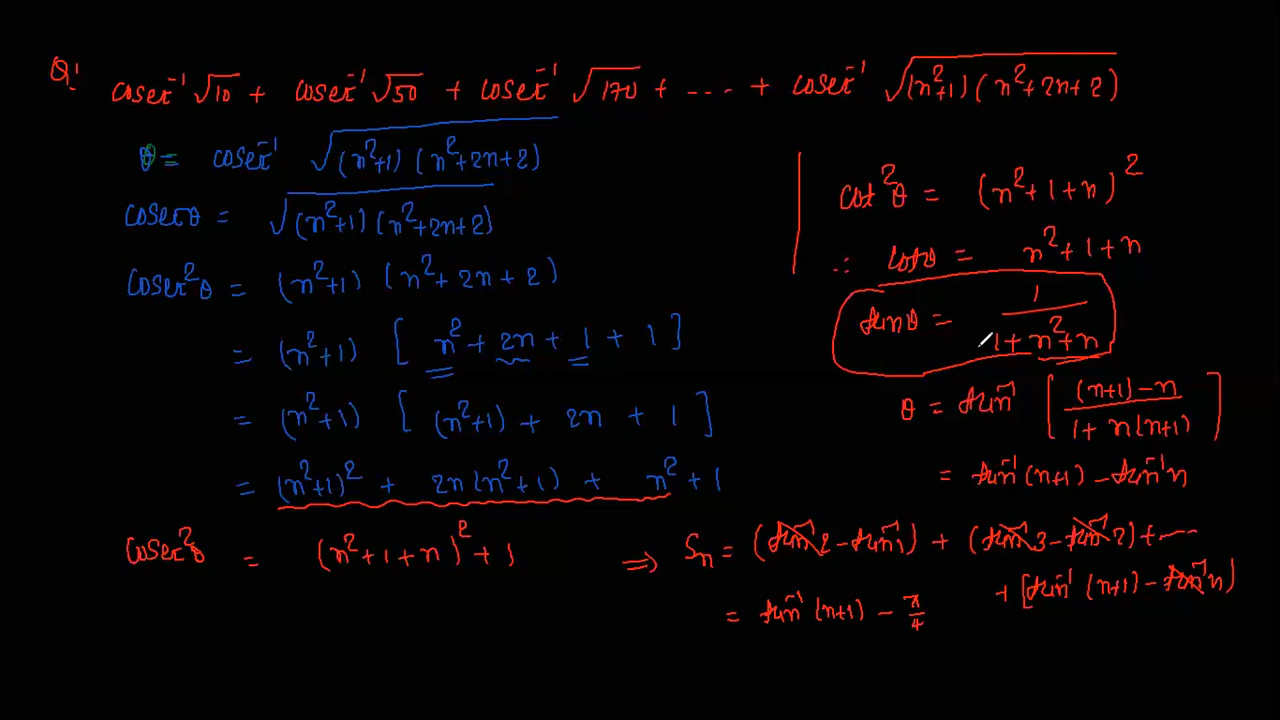 Q! cosec⁻¹ √10 + cosec⁻¹ √50 + cosec⁻¹ √170 + .... + cosec⁻¹ √(n²+1) (n²+2n+2)
θ = cosec⁻¹ √(n²+1) (n²+2n+2)
cosecθ = √(n²+1) (n²+2n+2)
cosec²θ = (n²+1) (n²+2n+2)
= (n²+1) [ n² + 2n + 1 + 1 ]
= (n²+1) [ (n²+1) + 2n + 1 ]
= (n²+1)² + 2n(n²+1) + n² + 1
cosec²θ = (n²+1+n)² + 1
cot²θ = (n²+1+n)²
∴ cotθ = n²+1+n
tanθ = 1/(1+n²+n)
θ = tan⁻¹ [ ((n+1) – n)/(1 + n(n+1)) ]
= tan⁻¹(n+1) – tan⁻¹n
⇒ Sn = (tan⁻¹2 – tan⁻¹1) + (tan⁻¹3 – tan⁻¹2) + ....
+ [tan⁻¹(n+1) – tan⁻¹n)
= tan⁻¹(n+1) – π/4